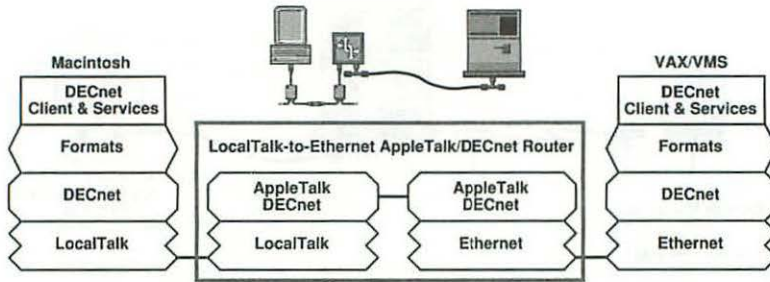 Macintosh
VAX/VMS
DECnet
Client & Services
Formats
DECnet
LocalTalk
LocalTalk-to-Ethernet AppleTalk/DECnet Router
AppleTalk
DECnet
LocalTalk
AppleTalk
DECnet
Ethernet
DECnet
Client & Services
Formats
DECnet
Ethernet